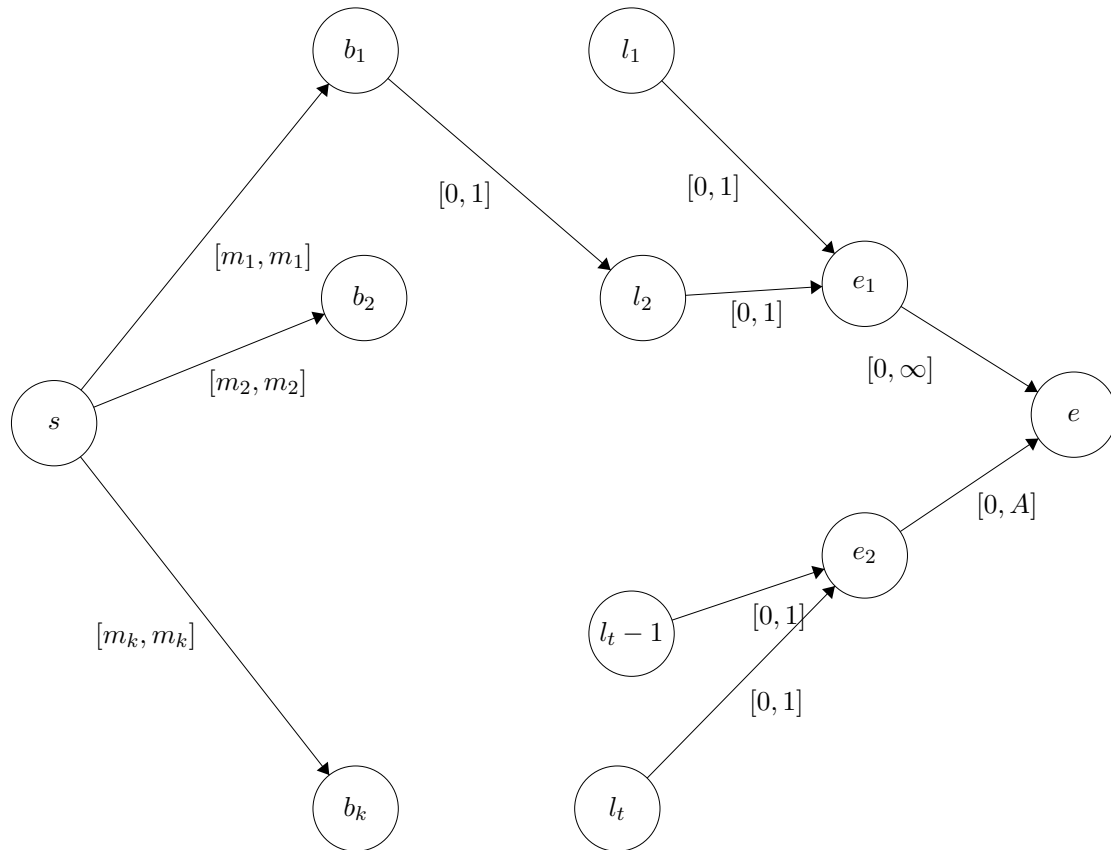 b_1
l_1
[0, 1]
[0, 1]
[m_1, m_1]
b_2
l_2
[0, 1]
e_1
[0, ∞]
[m_2, m_2]
s
e
[0, A]
e_2
[m_k, m_k]
l_t − 1
[0, 1]
[0, 1]
b_k
l_t